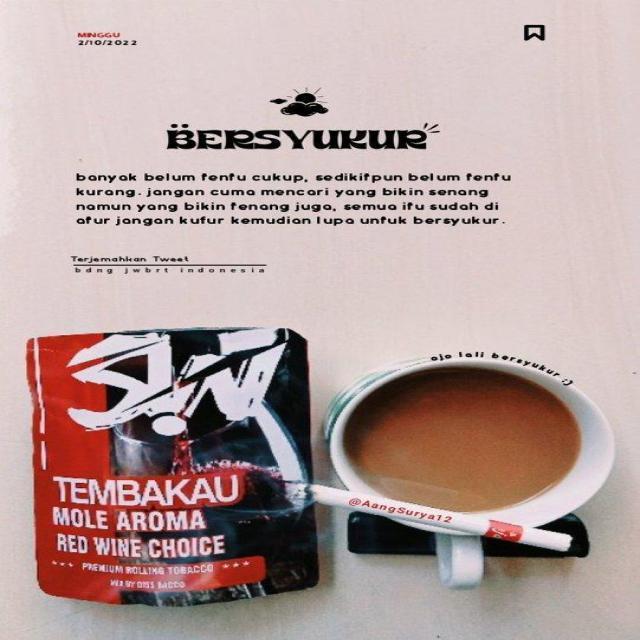 MINGGU
2/10/2022
BERSYUKUR
banyak belum tentu cukup, sedikitpun belum tentu
kurang. jangan cuma mencari yang bikin senang
namun yang bikin tenang juga, semua itu sudah di
atur jangan kufur kemudian lupa untuk bersyukur.
Terjemahkan Tweet
bdng jwbrt indonesia
ojo lali bersyukur :)
TEMBAKAU
MOLE AROMA
RED WINE CHOICE
PREMIUM ROLLING TOBACCO
@AangSurya12